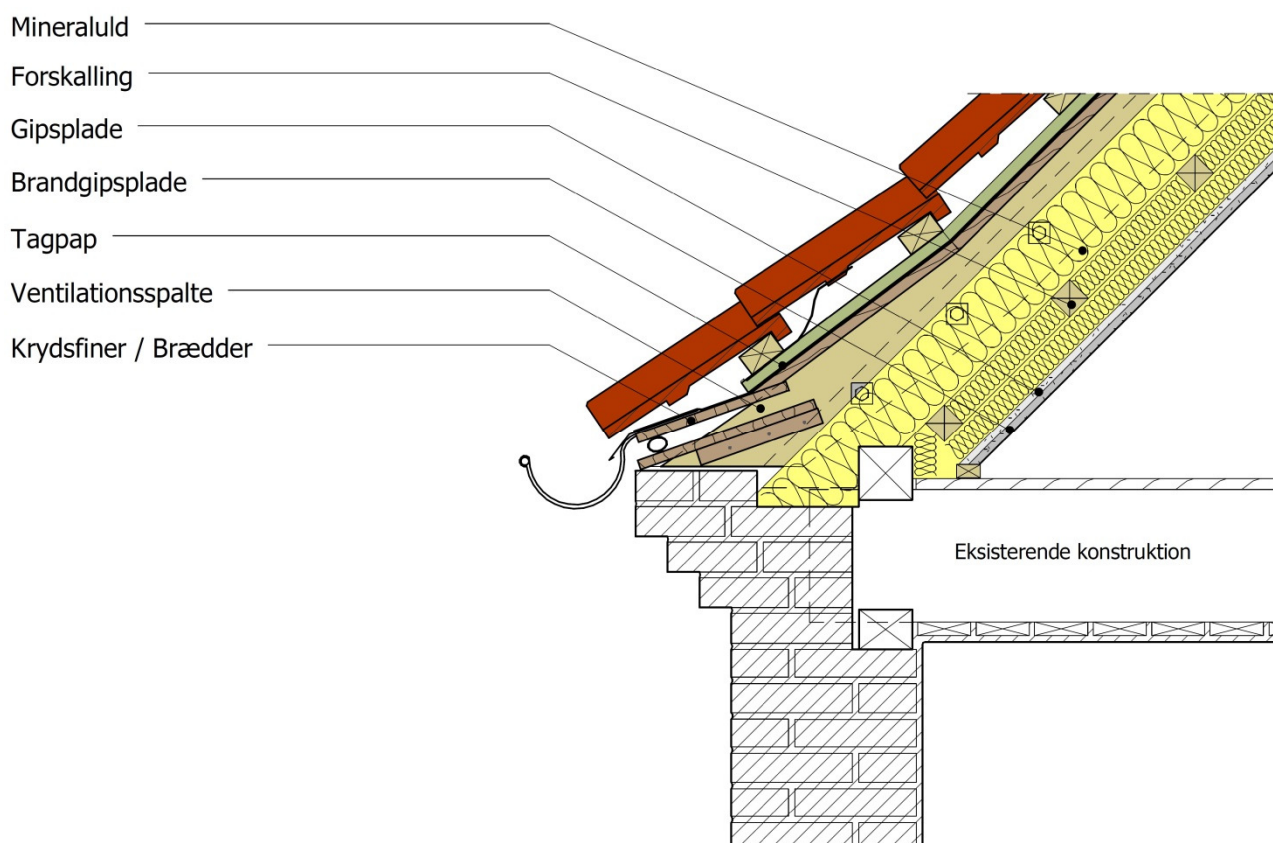 Mineraluld
Forskalling
Gipsplade
Brandgipsplade
Tagpap
Ventilationsspalte
Krydsfiner / Brædder
Eksisterende konstruktion